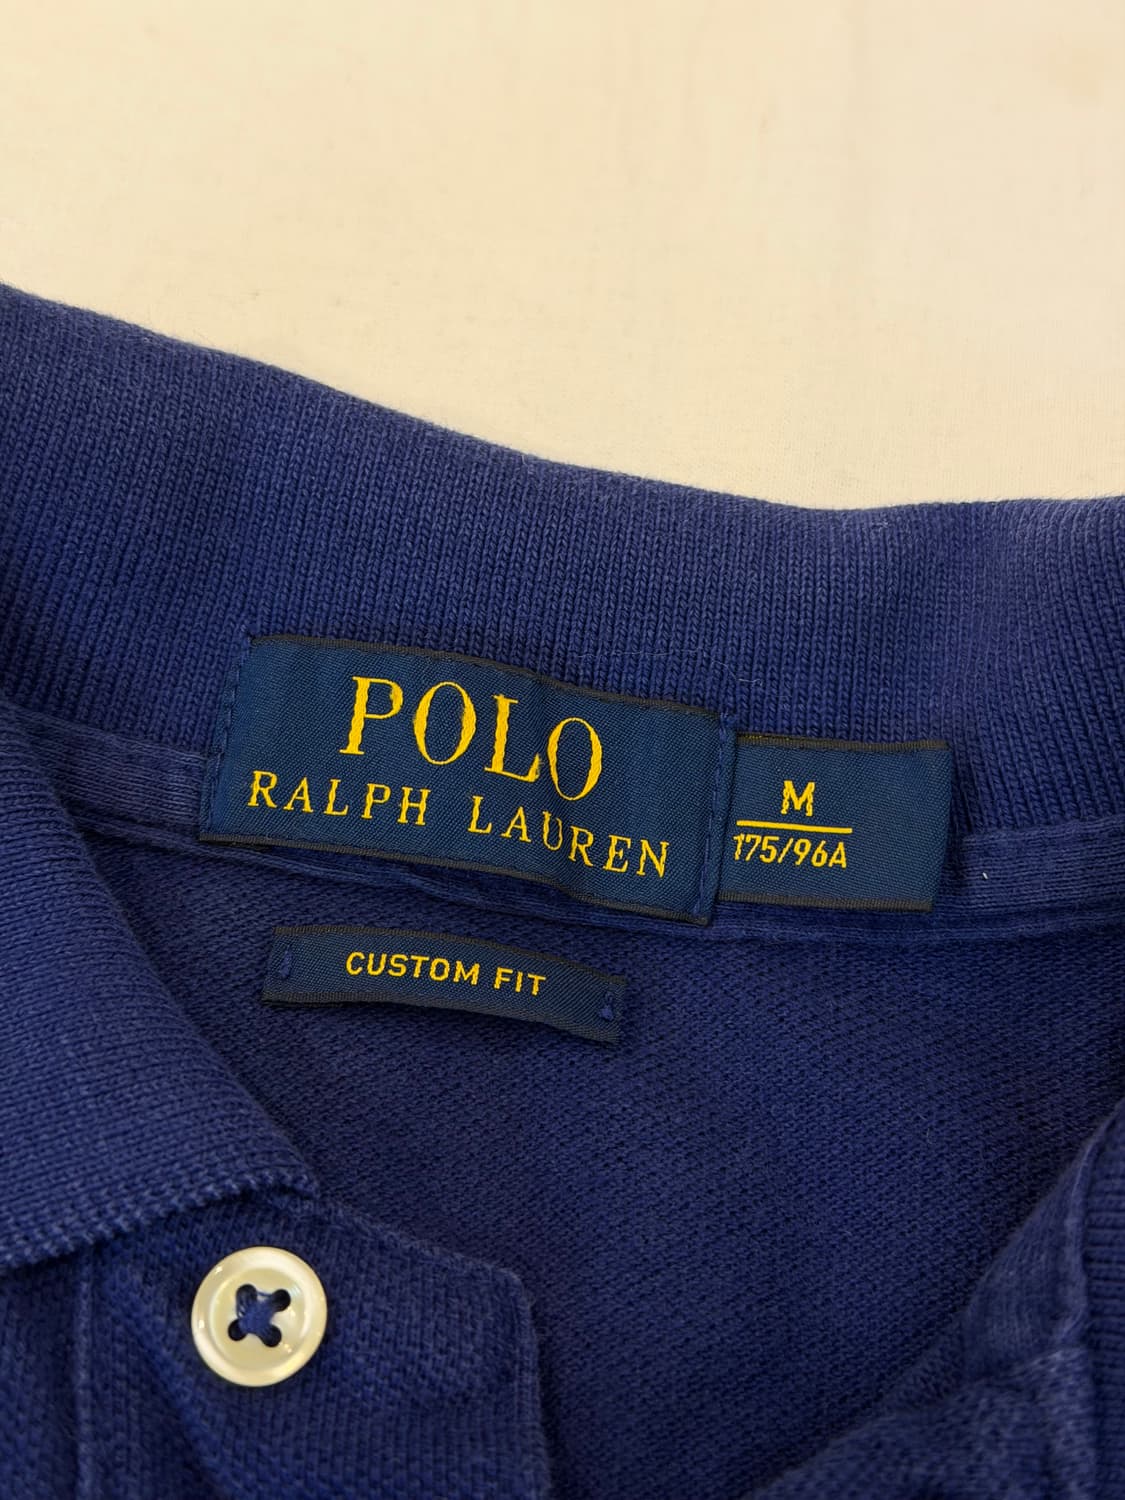 POLO
RALPH LAUREN
M
175/96A
CUSTOM FIT